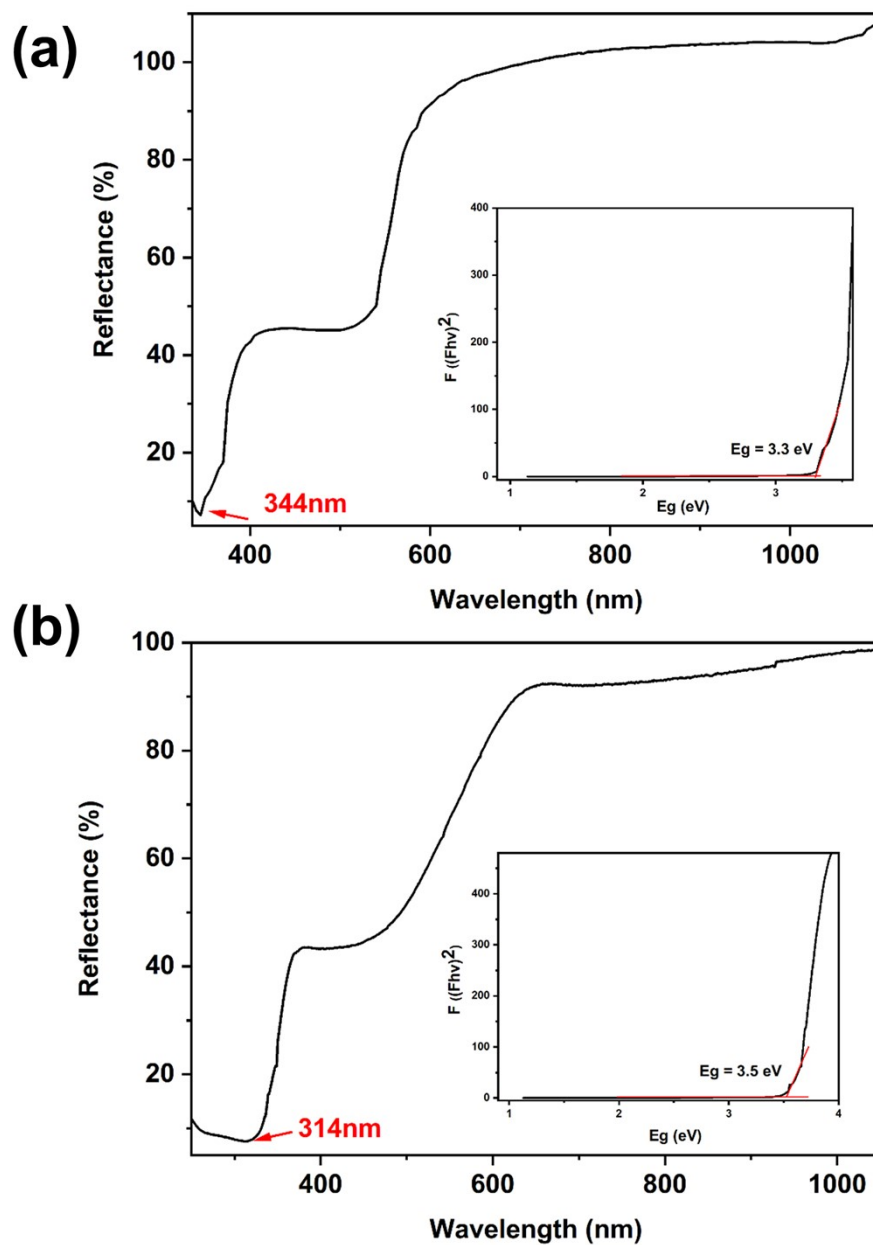 (a)
Reflectance (%)
100
80
60
40
20
344nm
400
600
800
1000
Wavelength (nm)
F ((Fhv)2)
400
300
200
100
0
Eg = 3.3 eV
1
2
3
Eg (eV)
(b)
Reflectance (%)
100
80
60
40
20
314nm
400
600
800
1000
Wavelength (nm)
F ((Fhv)2)
400
300
200
100
0
Eg = 3.5 eV
1
2
3
4
Eg (eV)